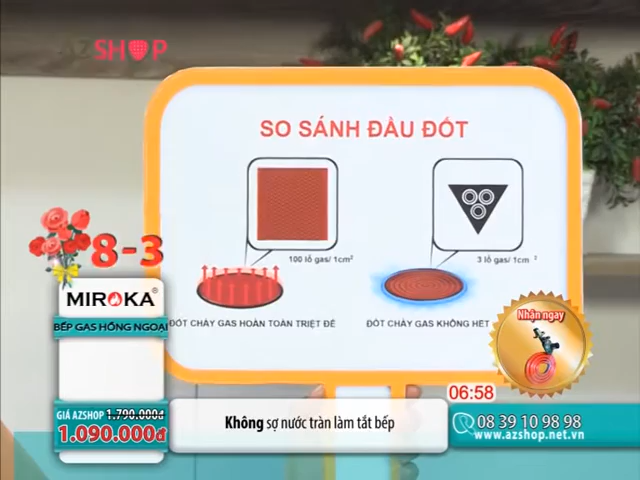 AZSHOP
SO SÁNH ĐẦU ĐỐT
100 lỗ gas/ 1cm²
3 lỗ gas/ 1cm ²
ĐỐT CHÁY GAS HOÀN TOÀN TRIỆT ĐỂ
ĐỐT CHÁY GAS KHÔNG HẾT
8-3
MIROKA®
BẾP GAS HỒNG NGOẠI
Nhận ngay
GIÁ AZSHOP 1.790.000đ
1.090.000đ
Không sợ nước tràn làm tắt bếp
06:58
08 39 10 98 98
www.azshop.net.vn